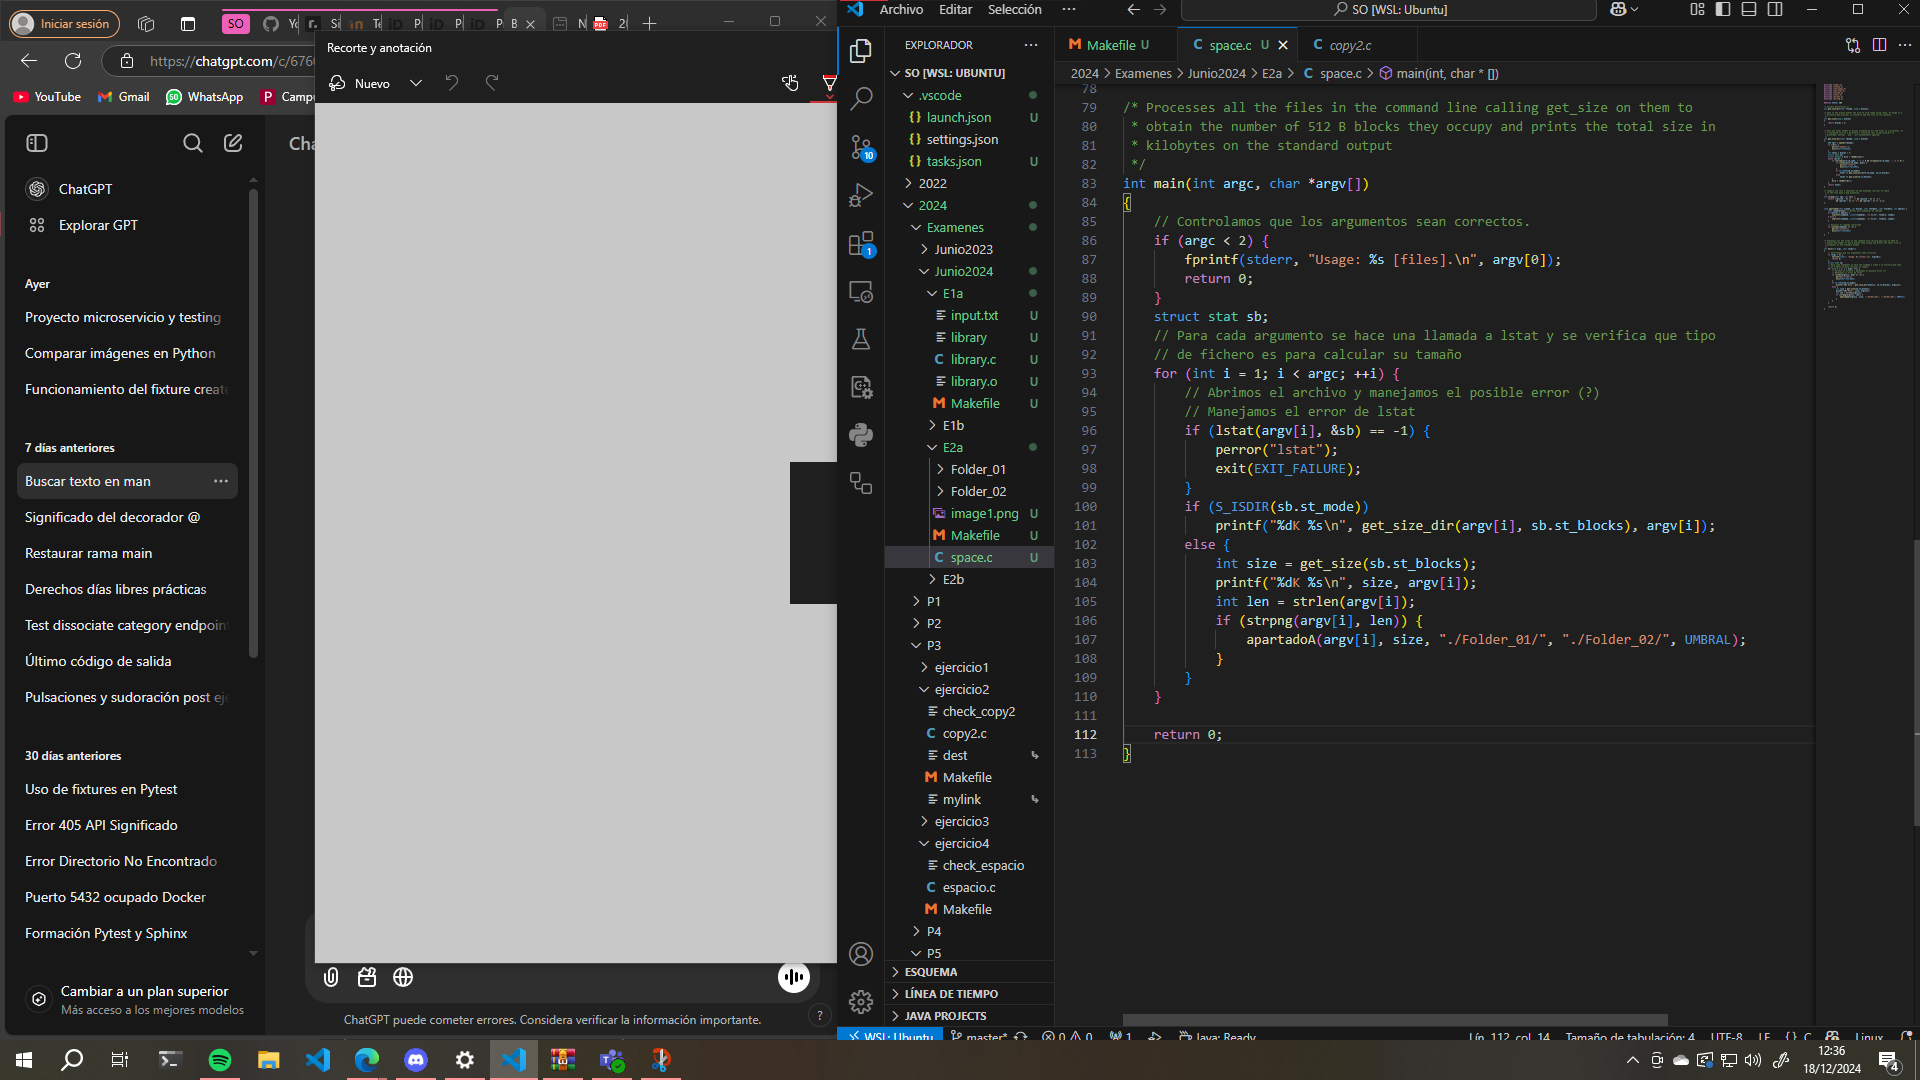 Iniciar sesión
SO
https://chatgpt.com/c/6760
YouTube
Gmail
WhatsApp
Camp
ChatGPT
Explorar GPT
Ayer
Proyecto microservicio y testing
Comparar imágenes en Python
Funcionamiento del fixture create
7 días anteriores
Buscar texto en man
Significado del decorador @
Restaurar rama main
Derechos días libres prácticas
Test dissociate category endpoint
Último código de salida
Pulsaciones y sudoración post eje
30 días anteriores
Uso de fixtures en Pytest
Error 405 API Significado
Error Directorio No Encontrado
Puerto 5432 ocupado Docker
Formación Pytest y Sphinx
Cambiar a un plan superior
Más acceso a los mejores modelos
Recorte y anotación
Nuevo
ChatGPT puede cometer errores. Considera verificar la información importante.
?
Archivo Editar Selección ···
SO [WSL: Ubuntu]
EXPLORADOR
SO [WSL: UBUNTU]
.vscode
launch.json U
settings.json
tasks.json U
2022
2024
Examenes
Junio2023
Junio2024
E1a
input.txt U
library U
library.c U
library.o U
Makefile U
E1b
E2a
Folder_01
Folder_02
image1.png U
Makefile U
space.c U
E2b
P1
P2
P3
ejercicio1
ejercicio2
check_copy2
copy2.c
dest
Makefile
mylink
ejercicio3
ejercicio4
check_espacio
espacio.c
Makefile
P4
P5
ESQUEMA
LÍNEA DE TIEMPO
JAVA PROJECTS
10
1
Makefile U
space.c U
copy2.c
2024 > Examenes > Junio2024 > E2a > space.c > main(int, char * [])
78
79 /* Processes all the files in the command line calling get_size on them to
80 * obtain the number of 512 B blocks they occupy and prints the total size in
81 * kilobytes on the standard output
82 */
83 int main(int argc, char *argv[])
84 {
85 // Controlamos que los argumentos sean correctos.
86 if (argc < 2) {
87 fprintf(stderr, "Usage: %s [files].\n", argv[0]);
88 return 0;
89 }
90 struct stat sb;
91 // Para cada argumento se hace una llamada a lstat y se verifica que tipo
92 // de fichero es para calcular su tamaño
93 for (int i = 1; i < argc; ++i) {
94 // Abrimos el archivo y manejamos el posible error (?)
95 // Manejamos el error de lstat
96 if (lstat(argv[i], &sb) == -1) {
97 perror("lstat");
98 exit(EXIT_FAILURE);
99 }
100 if (S_ISDIR(sb.st_mode))
101 printf("%dK %s\n", get_size_dir(argv[i], sb.st_blocks), argv[i]);
102 else {
103 int size = get_size(sb.st_blocks);
104 printf("%dK %s\n", size, argv[i]);
105 int len = strlen(argv[i]);
106 if (strpng(argv[i], len)) {
107 apartadoA(argv[i], size, "./Folder_01/", "./Folder_02/", UMBRAL);
108 }
109 }
110 }
111
112 return 0;
113 }
WSL: Ubuntu master* 0 0 1 Java: Ready
Lín. 112, col. 14 Tamaño de tabulación: 4 UTF-8 LF {} C Linux
12:36
18/12/2024
4